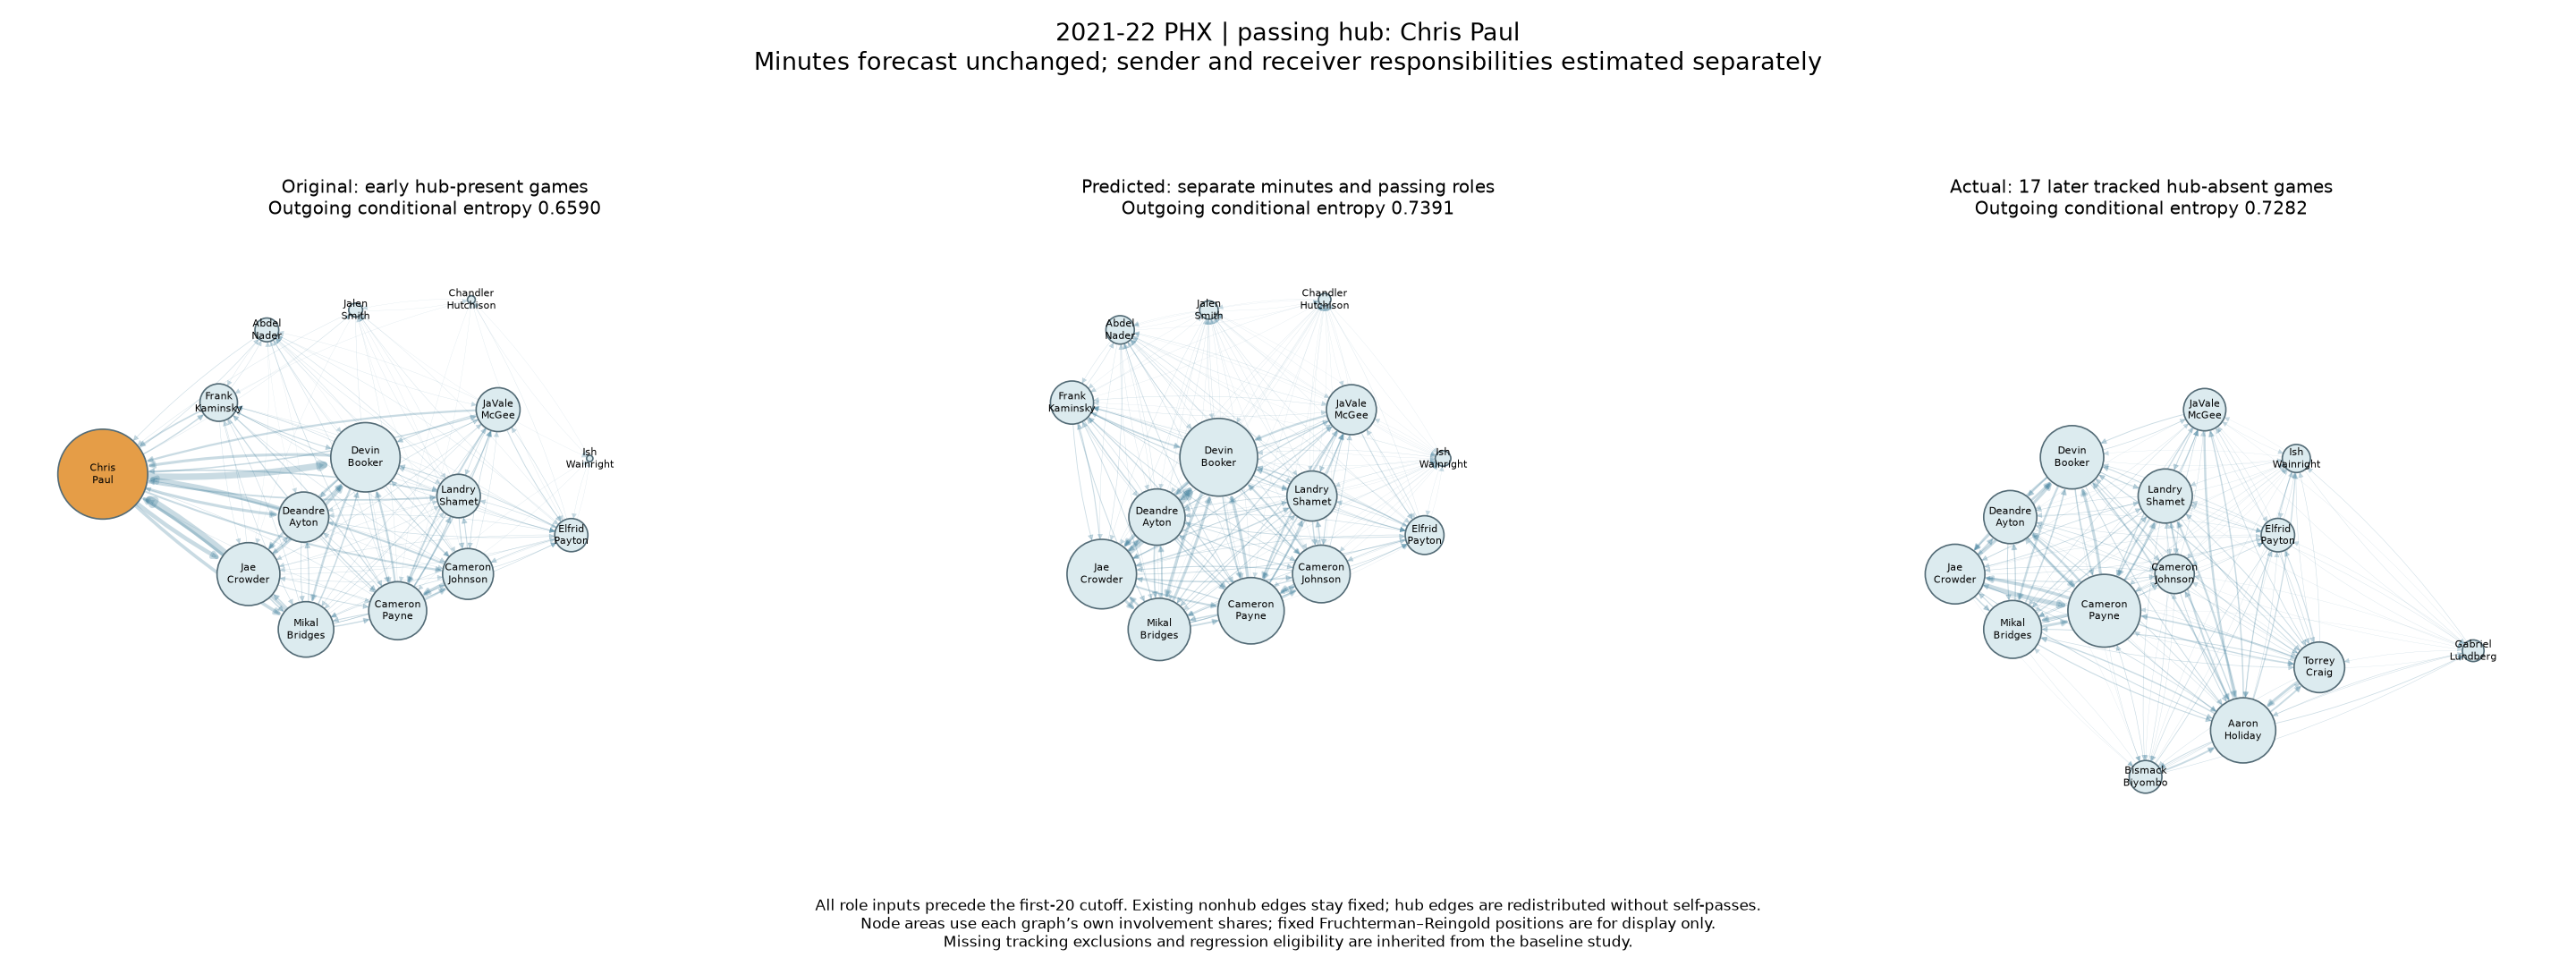 2021-22 PHX | passing hub: Chris Paul
Minutes forecast unchanged; sender and receiver responsibilities estimated separately
Original: early hub-present games
Outgoing conditional entropy 0.6590
Chandler
Hutchison
Jalen
Smith
Abdel
Nader
Frank
Kaminsky
JaVale
McGee
Devin
Booker
Ish
Wainright
Chris
Paul
Landry
Shamet
Deandre
Ayton
Elfrid
Payton
Jae
Crowder
Cameron
Johnson
Cameron
Payne
Mikal
Bridges
Predicted: separate minutes and passing roles
Outgoing conditional entropy 0.7391
Chandler
Hutchison
Jalen
Smith
Abdel
Nader
Frank
Kaminsky
JaVale
McGee
Devin
Booker
Ish
Wainright
Landry
Shamet
Deandre
Ayton
Elfrid
Payton
Jae
Crowder
Cameron
Johnson
Cameron
Payne
Mikal
Bridges
Actual: 17 later tracked hub-absent games
Outgoing conditional entropy 0.7282
JaVale
McGee
Devin
Booker
Ish
Wainright
Landry
Shamet
Deandre
Ayton
Elfrid
Payton
Jae
Crowder
Cameron
Johnson
Cameron
Payne
Mikal
Bridges
Gabriel
Lundberg
Torrey
Craig
Aaron
Holiday
Bismack
Biyombo
All role inputs precede the first-20 cutoff. Existing nonhub edges stay fixed; hub edges are redistributed without self-passes.
Node areas use each graph’s own involvement shares; fixed Fruchterman–Reingold positions are for display only.
Missing tracking exclusions and regression eligibility are inherited from the baseline study.